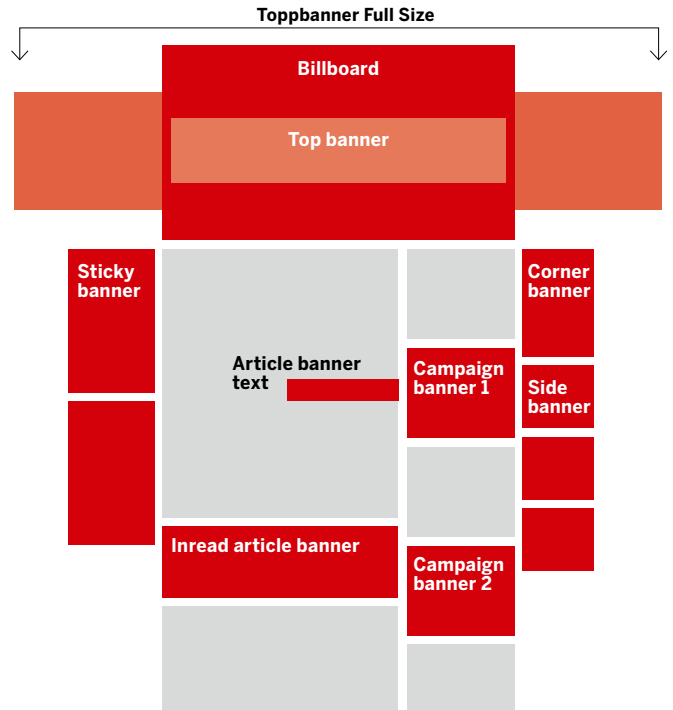 Toppbanner Full Size
Billboard
Top banner
Sticky
banner
Corner
banner
Article banner
text
Campaign
banner 1
Side
banner
Inread article banner
Campaign
banner 2